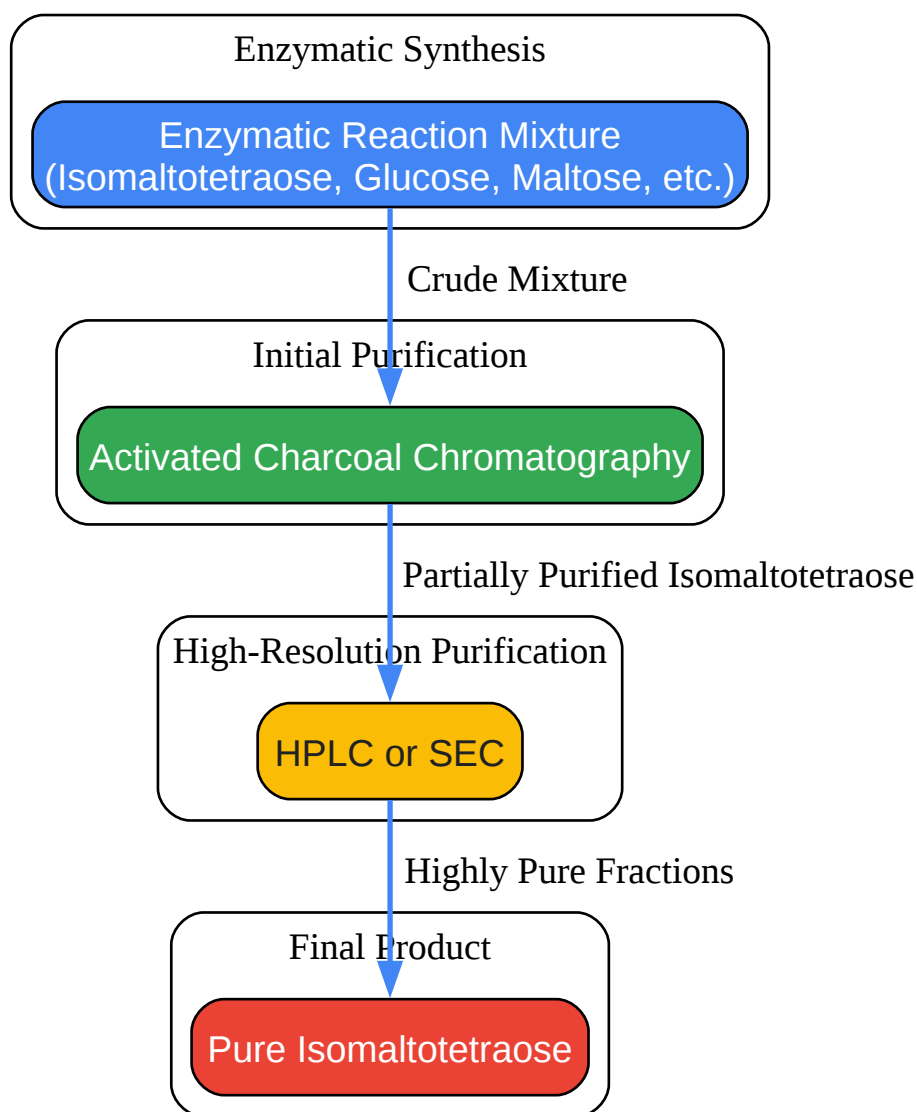 Enzymatic Synthesis
Enzymatic Reaction Mixture
(Isomaltotetraose, Glucose, Maltose, etc.)
Crude Mixture
Initial Purification
Activated Charcoal Chromatography
Partially Purified Isomaltotetraose
High-Resolution Purification
HPLC or SEC
Highly Pure Fractions
Final Product
Pure Isomaltotetraose